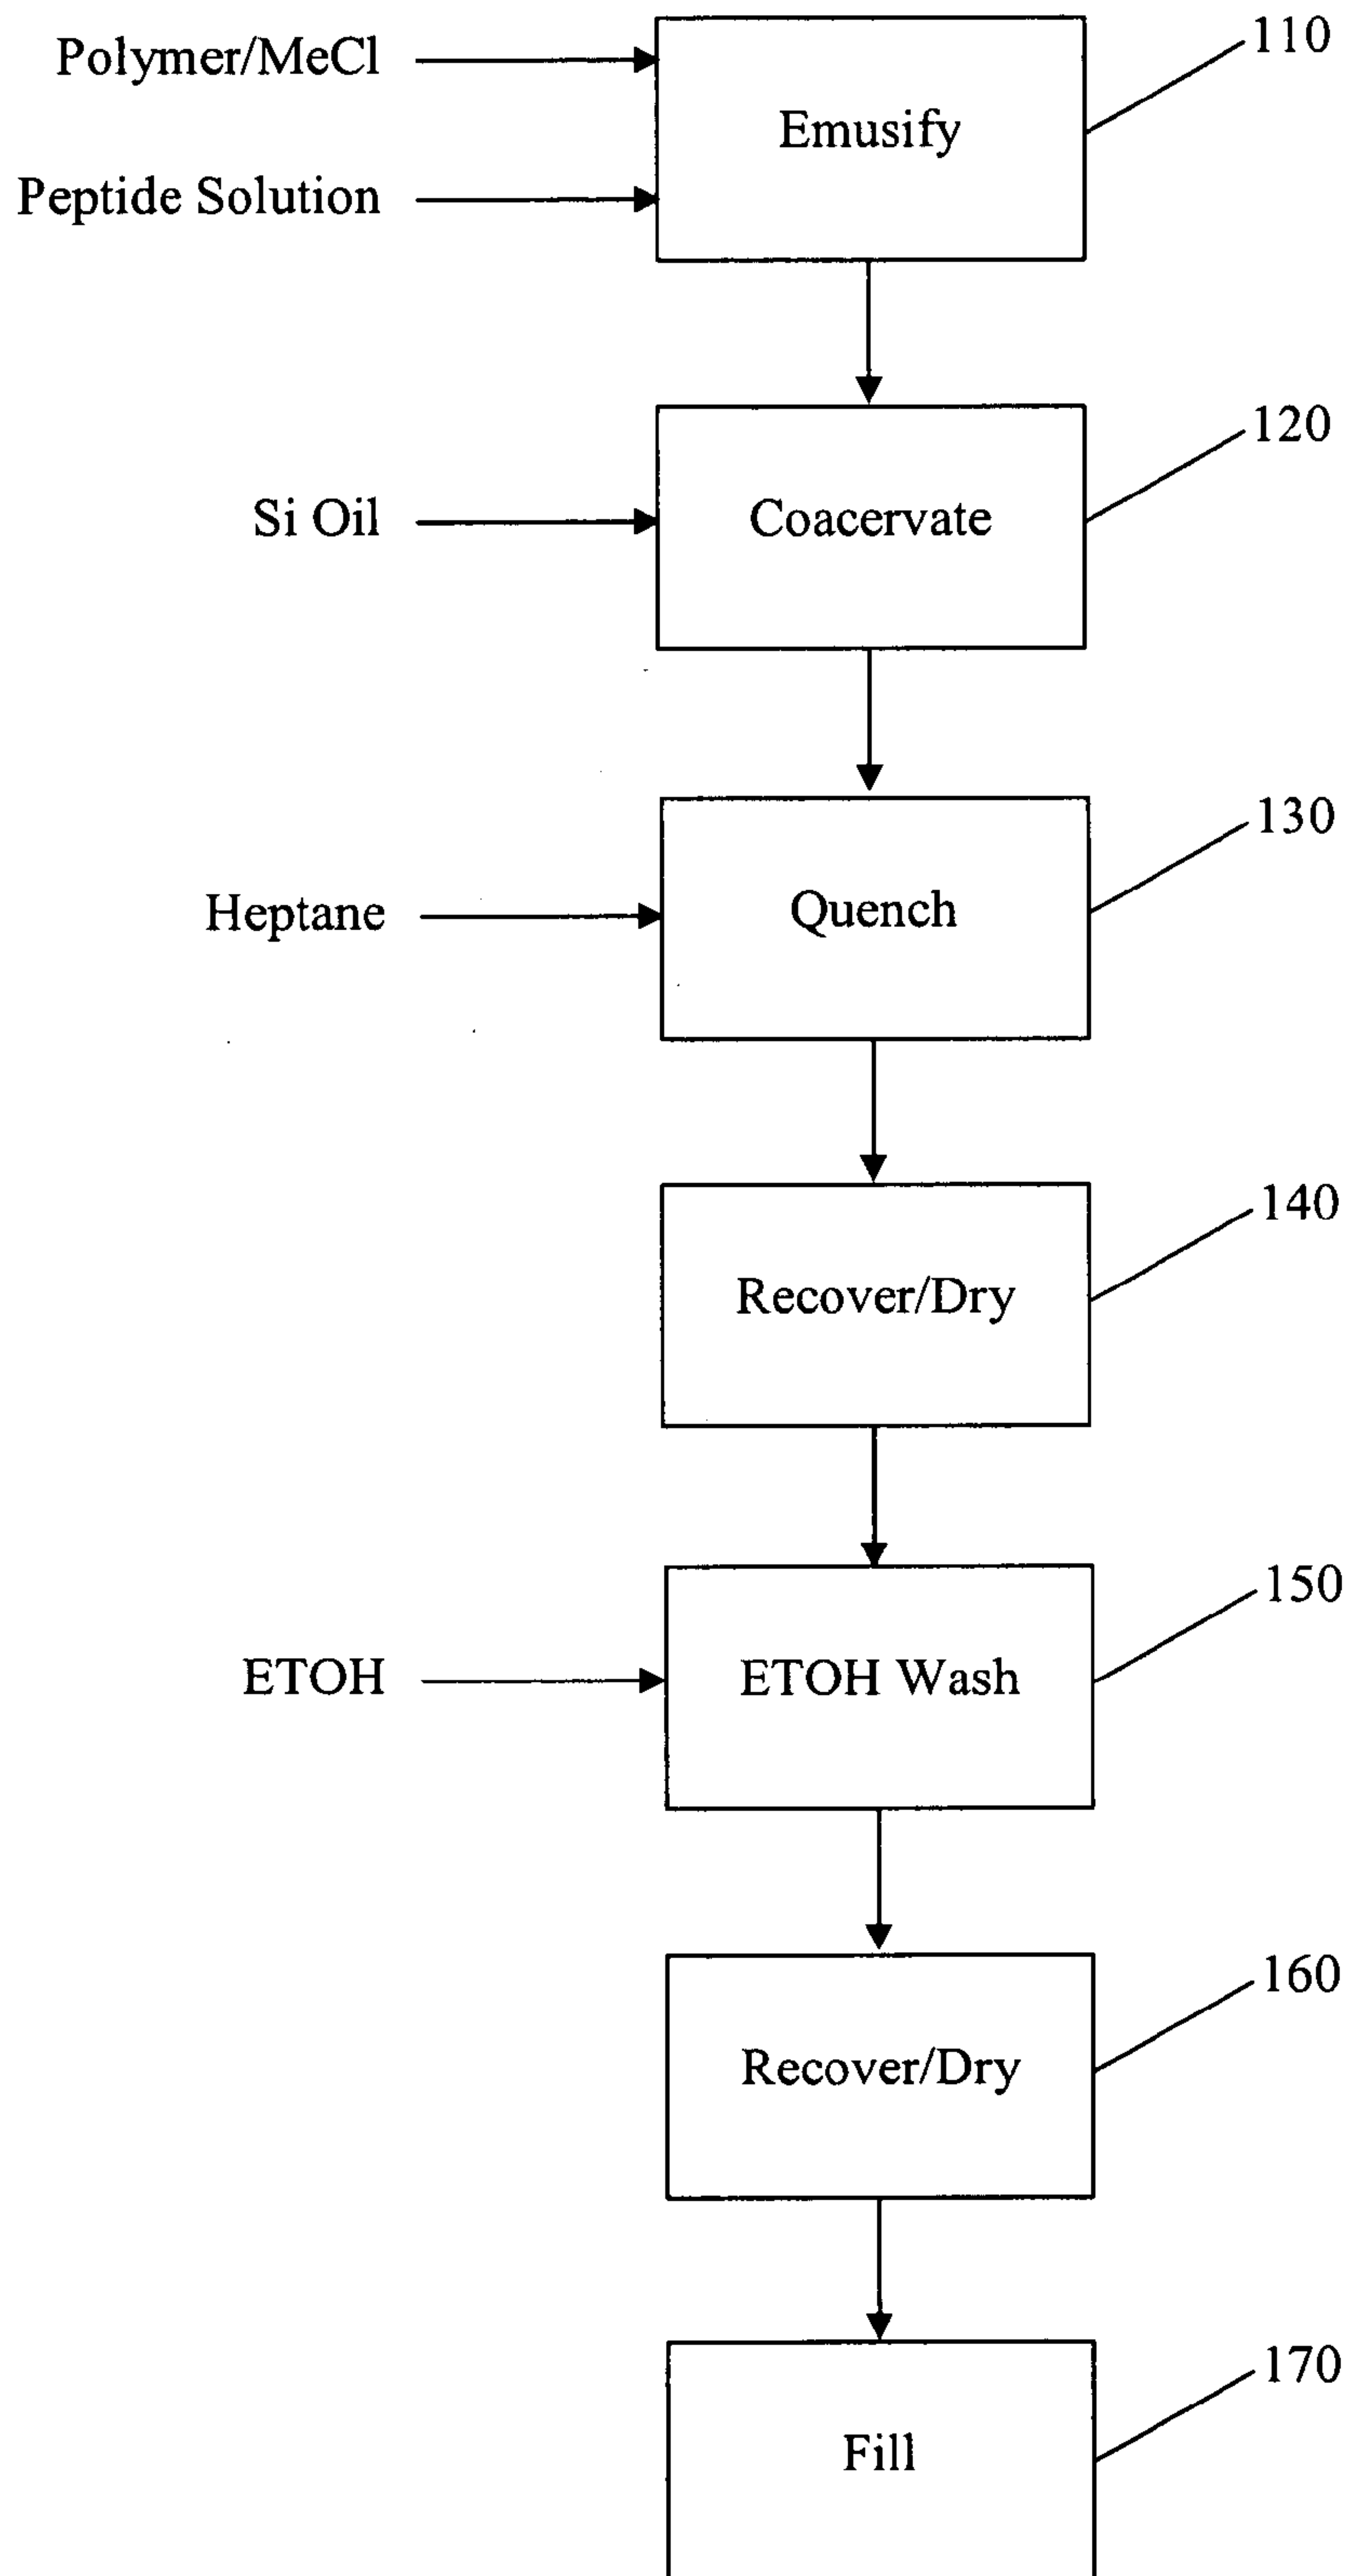 Polymer/MeCl
110
Emusify
Peptide Solution
120
Si Oil
Coacervate
130
Heptane
Quench
140
Recover/Dry
150
ETOH
ETOH Wash
160
Recover/Dry
170
Fill